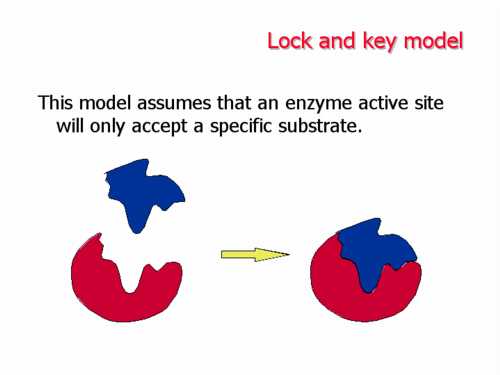 Lock and key model
This model assumes that an enzyme active site
will only accept a specific substrate.